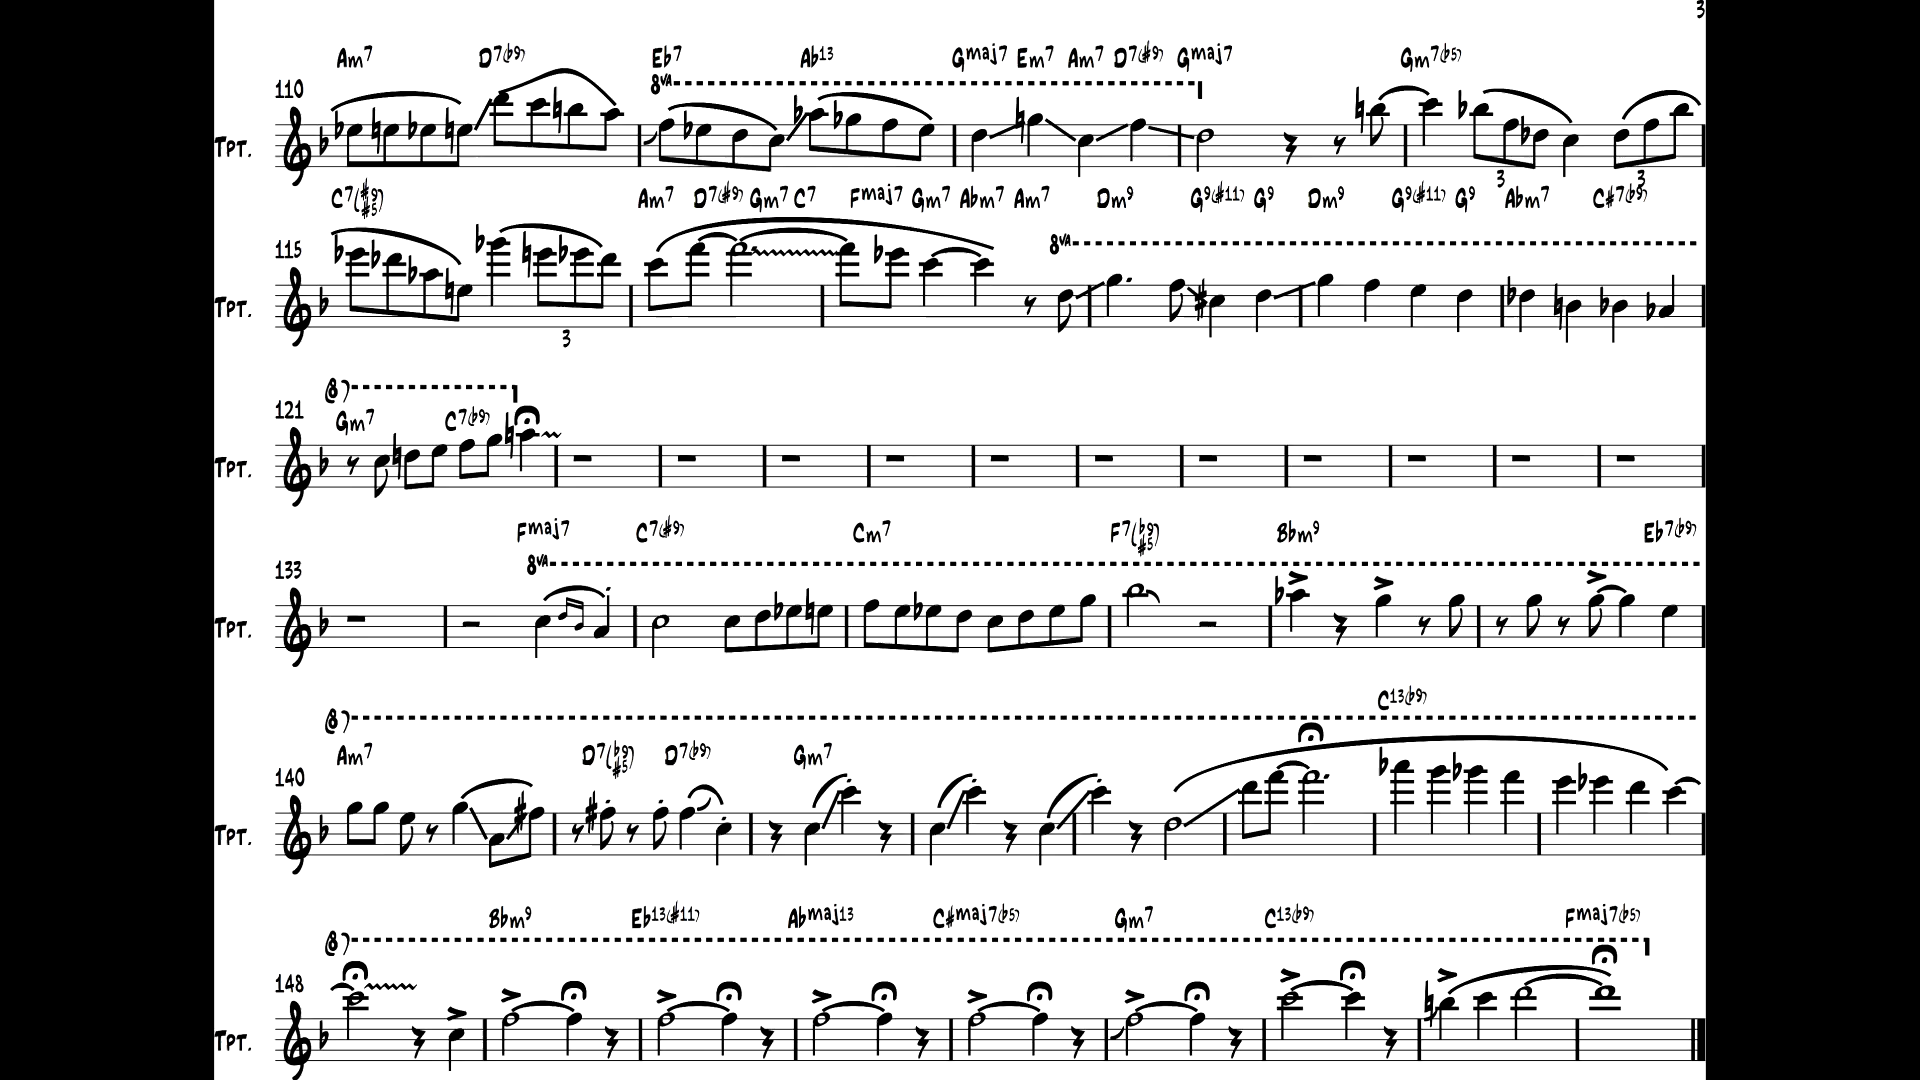 3
Am7 D7(b9) Eb7 Ab13 Gmaj7 Em7 Am7 D7(#9) Gmaj7 Gm7(b5)
8va
110
Tpt.
3 3
C7(#9#5) Am7 D7(#9) Gm7 C7 Fmaj7 Gm7 Abm7 Am7 Dm9 G9(#11) G9 Dm9 G9(#11) G9 Abm7 C#7(b9)
8va
115
Tpt.
3
(8)
121
Gm7 C7(b9)
Tpt.
Fmaj7 C7(#9) Cm7 F7(b9#5) Bbm9 Eb7(b9)
8va
133
Tpt.
C13(b9)
(8)
Am7 D7(b9#5) D7(b9) Gm7
140
Tpt.
Bbm9 Eb13(#11) Abmaj13 C#maj7(b5) Gm7 C13(b9) Fmaj7(b5)
(8)
148
Tpt.